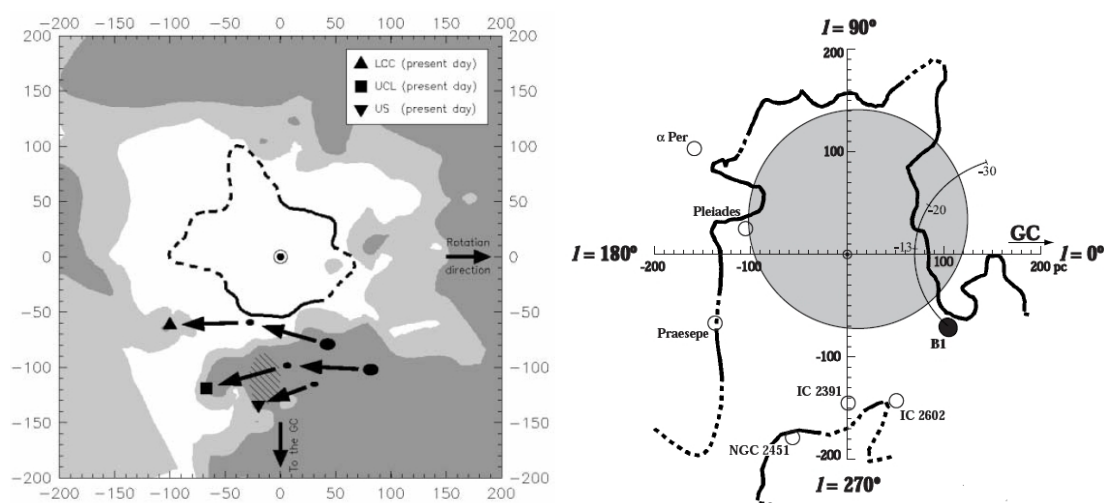 -200 -150 -100 -50 0 50 100 150 200
200 200
LCC (present day)
UCL (present day)
US (present day)
150 150
100 100
50 50
Rotation
0 0
direction
-50 -50
-100 -100
-150 -150
To the GC
-200 -200
-200 -150 -100 -50 0 50 100 150 200
l = 90°
200
α Per
100
-30
Pleiades
-20
GC
-13
l = 180°
l = 0°
-200
-100
200 pc
Praesepe
B1
-100
IC 2391
IC 2602
NGC 2451
-200
l = 270°